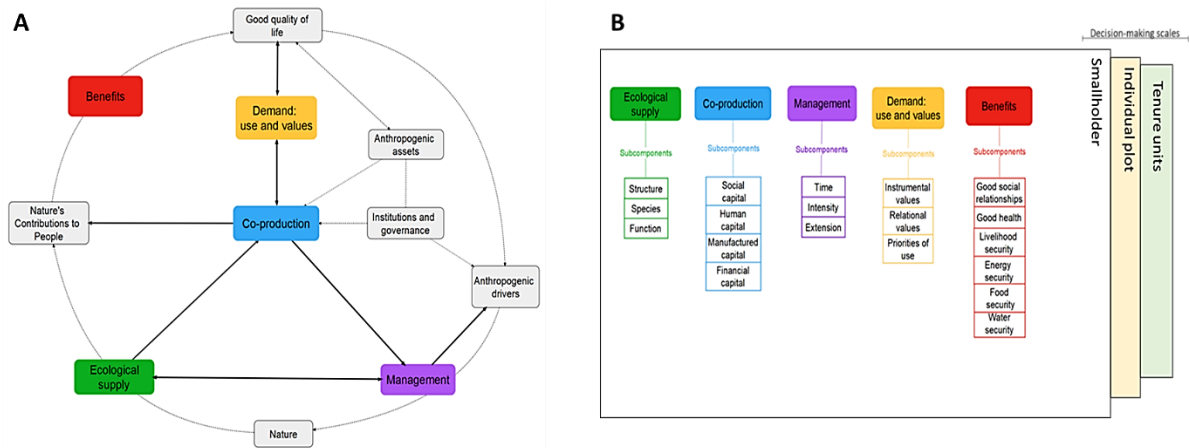 A
Good quality of
life
Benefits
Demand:
use and values
Anthropogenic
assets
Nature's
Contributions to
People
Co-production
Institutions and
governance
Anthropogenic
drivers
Ecological
supply
Management
Nature
B
Decision-making scales
Smallholder
Individual plot
Tenure units
Ecological
supply
Subcomponents
Structure
Species
Function
Co-production
Subcomponents
Social
capital
Human
capital
Manufactured
capital
Financial
capital
Management
Subcomponents
Time
Intensity
Extension
Demand:
use and values
Subcomponents
Instrumental
values
Relational
values
Priorities of
use
Benefits
Subcomponents
Good social
relationships
Good health
Livelihood
security
Energy
security
Food
security
Water
security